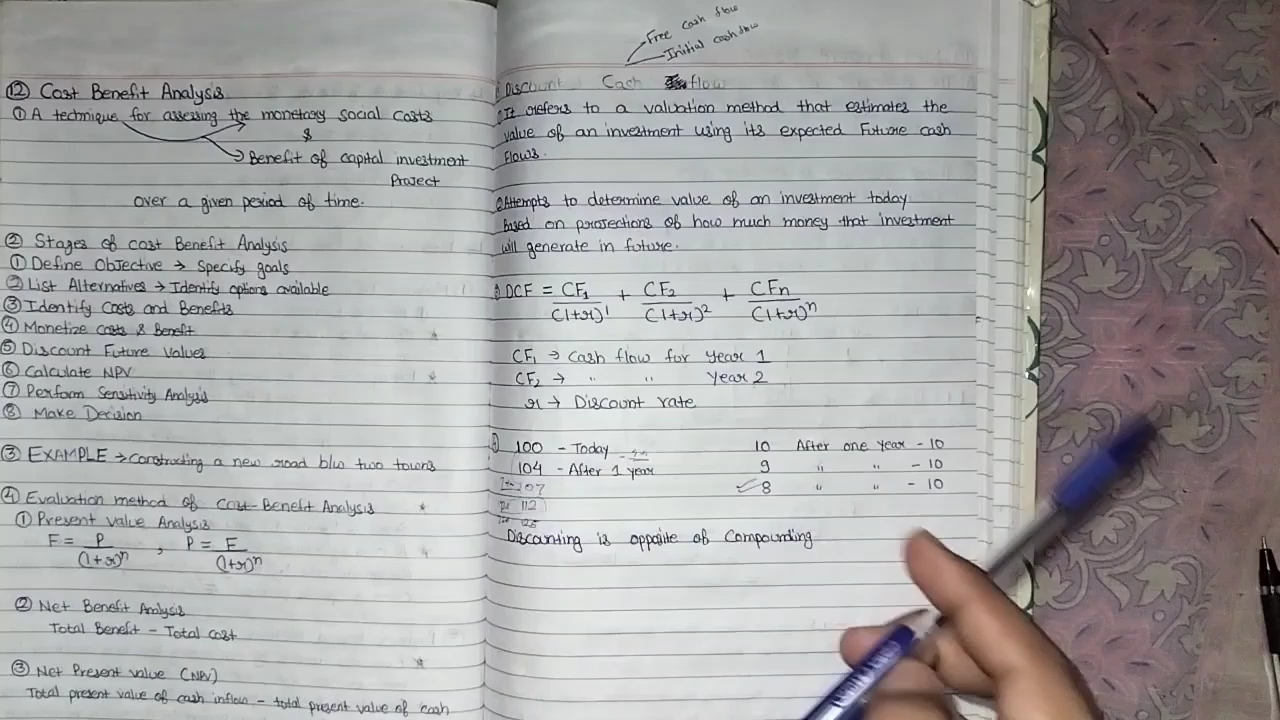 ⑫ Cost Benefit Analysis
① A technique for assessing the monetary social costs
&
Benefit of capital investment
Project
over a given period of time.
② Stages of cost Benefit Analysis
① Define Objective → Specify goals
② List Alternatives → Identify options available
③ Identify Costs and Benefits
④ Monetize costs & Benefit
⑤ Discount Future Values
⑥ Calculate NPV
⑦ Perform Sensitivity Analysis
⑧ Make Decision
③ EXAMPLE → Constructing a new road b/w two towns
④ Evaluation method of Cost-Benefit Analysis
① Present value Analysis
F = P/(1+r)^n , P = F/(1+r)^n
② Net Benefit Analysis
Total Benefit - Total cost
③ Net Present value (NPV)
Total present value of cash inflow - total present value of cash
Free cash flow
Initial cash flow
Discount Cash flow
It refers to a valuation method that estimates the
value of an investment using its expected Future cash
Flows.
② Attempts to determine value of an investment today
Based on projections of how much money that investment
will generate in future.
DCF = CF₁/(1+r)¹ + CF₂/(1+r)² + CFn/(1+r)^n
CF₁ → Cash flow for year 1
CF₂ → " " Year 2
r → Discount rate
100 - Today 10 After one year - 10
104 - After 1 year 9 " " - 10
107 ✓8 " " - 10
112
Discounting is opposite of Compounding